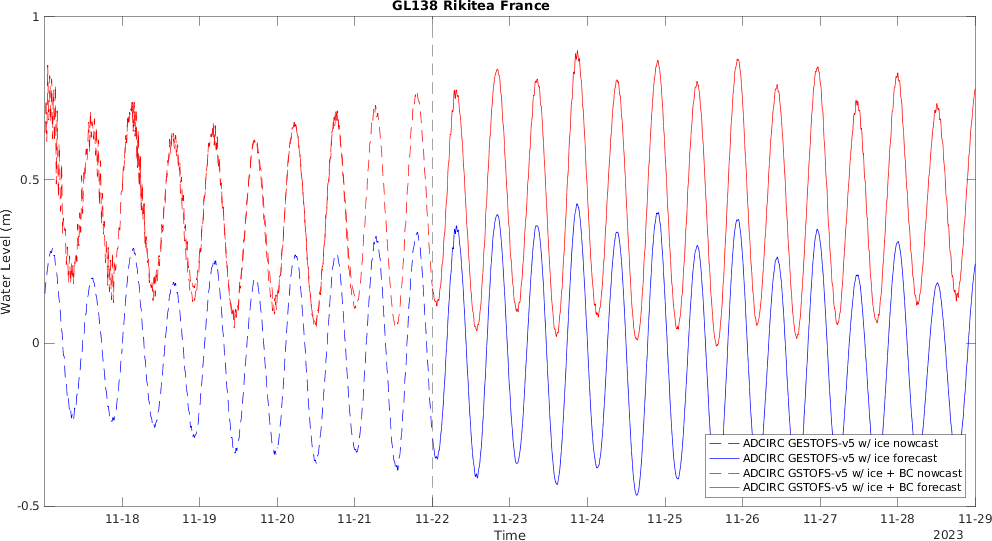 GL138 Rikitea France
1
0.5
0
-0.5
Water Level (m)
ADCIRC GESTOFS-v5 w/ ice nowcast
ADCIRC GESTOFS-v5 w/ ice forecast
ADCIRC GSTOFS-v5 w/ ice + BC nowcast
ADCIRC GSTOFS-v5 w/ ice + BC forecast
11-18 11-19 11-20 11-21 11-22 11-23 11-24 11-25 11-26 11-27 11-28 11-29
Time
2023